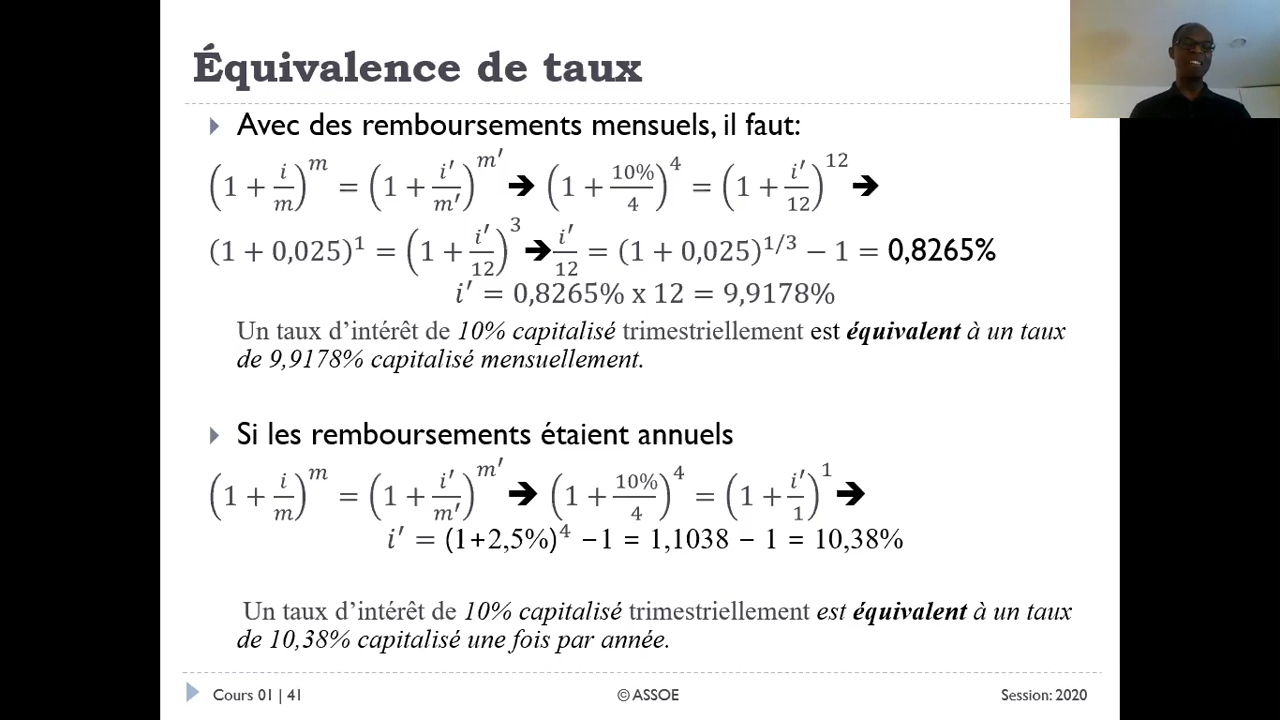 Équivalence de taux
Avec des remboursements mensuels, il faut:
(1 + i/m)^m = (1 + i′/m′)^m′ ➔ (1 + 10%/4)^4 = (1 + i′/12)^12 ➔
(1 + 0,025)^1 = (1 + i′/12)^3 ➔ i′/12 = (1 + 0,025)^1/3 − 1 = 0,8265%
i′ = 0,8265% x 12 = 9,9178%
Un taux d’intérêt de 10% capitalisé trimestriellement est équivalent à un taux
de 9,9178% capitalisé mensuellement.
Si les remboursements étaient annuels
(1 + i/m)^m = (1 + i′/m′)^m′ ➔ (1 + 10%/4)^4 = (1 + i′/1)^1 ➔
i′ = (1+2,5%)^4 −1 = 1,1038 − 1 = 10,38%
Un taux d’intérêt de 10% capitalisé trimestriellement est équivalent à un taux
de 10,38% capitalisé une fois par année.
Cours 01 | 41 © ASSOE Session: 2020